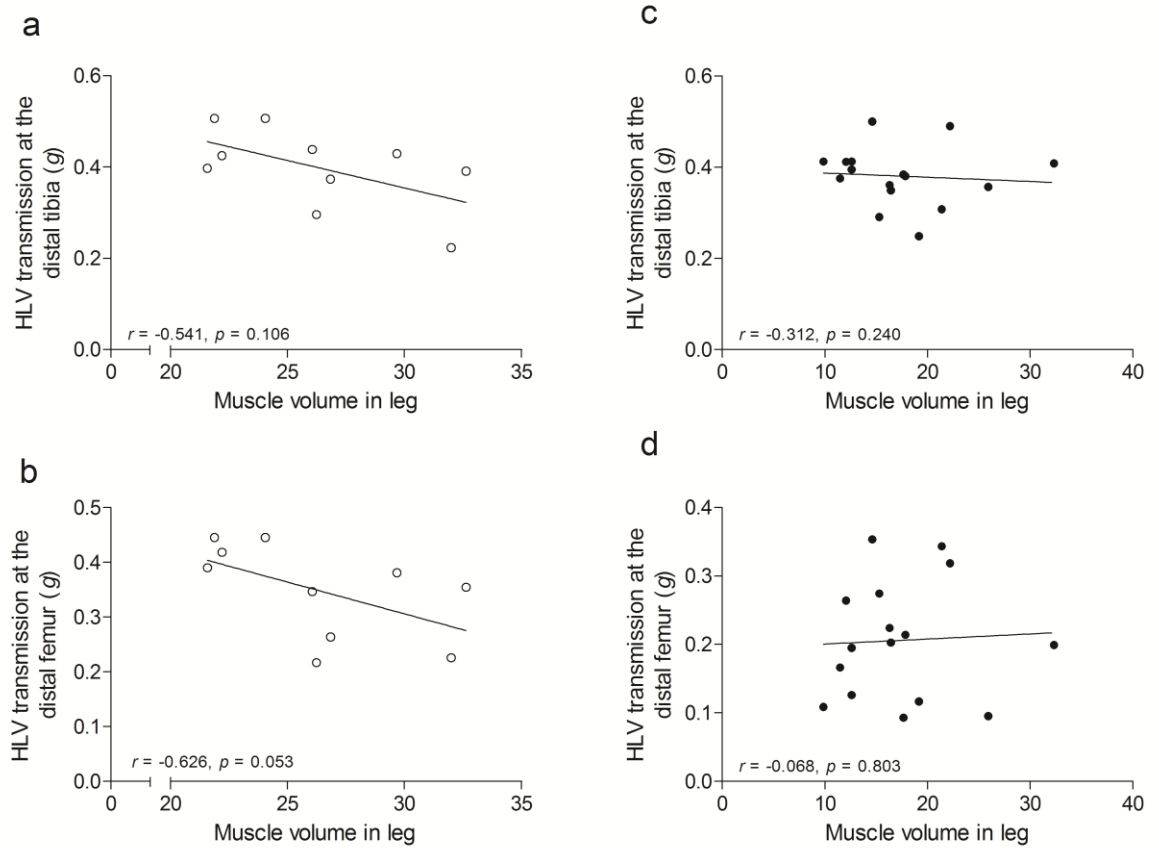 a
HLV transmission at the
distal tibia (g)
0.6
0.4
0.2
0.0
r = -0.541, p = 0.106
0 20 25 30 35
Muscle volume in leg
b
HLV transmission at the
distal femur (g)
0.5
0.4
0.3
0.2
0.1
0.0
r = -0.626, p = 0.053
0 20 25 30 35
Muscle volume in leg
c
HLV transmission at the
distal tibia (g)
0.6
0.4
0.2
0.0
r = -0.312, p = 0.240
0 10 20 30 40
Muscle volume in leg
d
HLV transmission at the
distal femur (g)
0.4
0.3
0.2
0.1
0.0
r = -0.068, p = 0.803
0 10 20 30 40
Muscle volume in leg